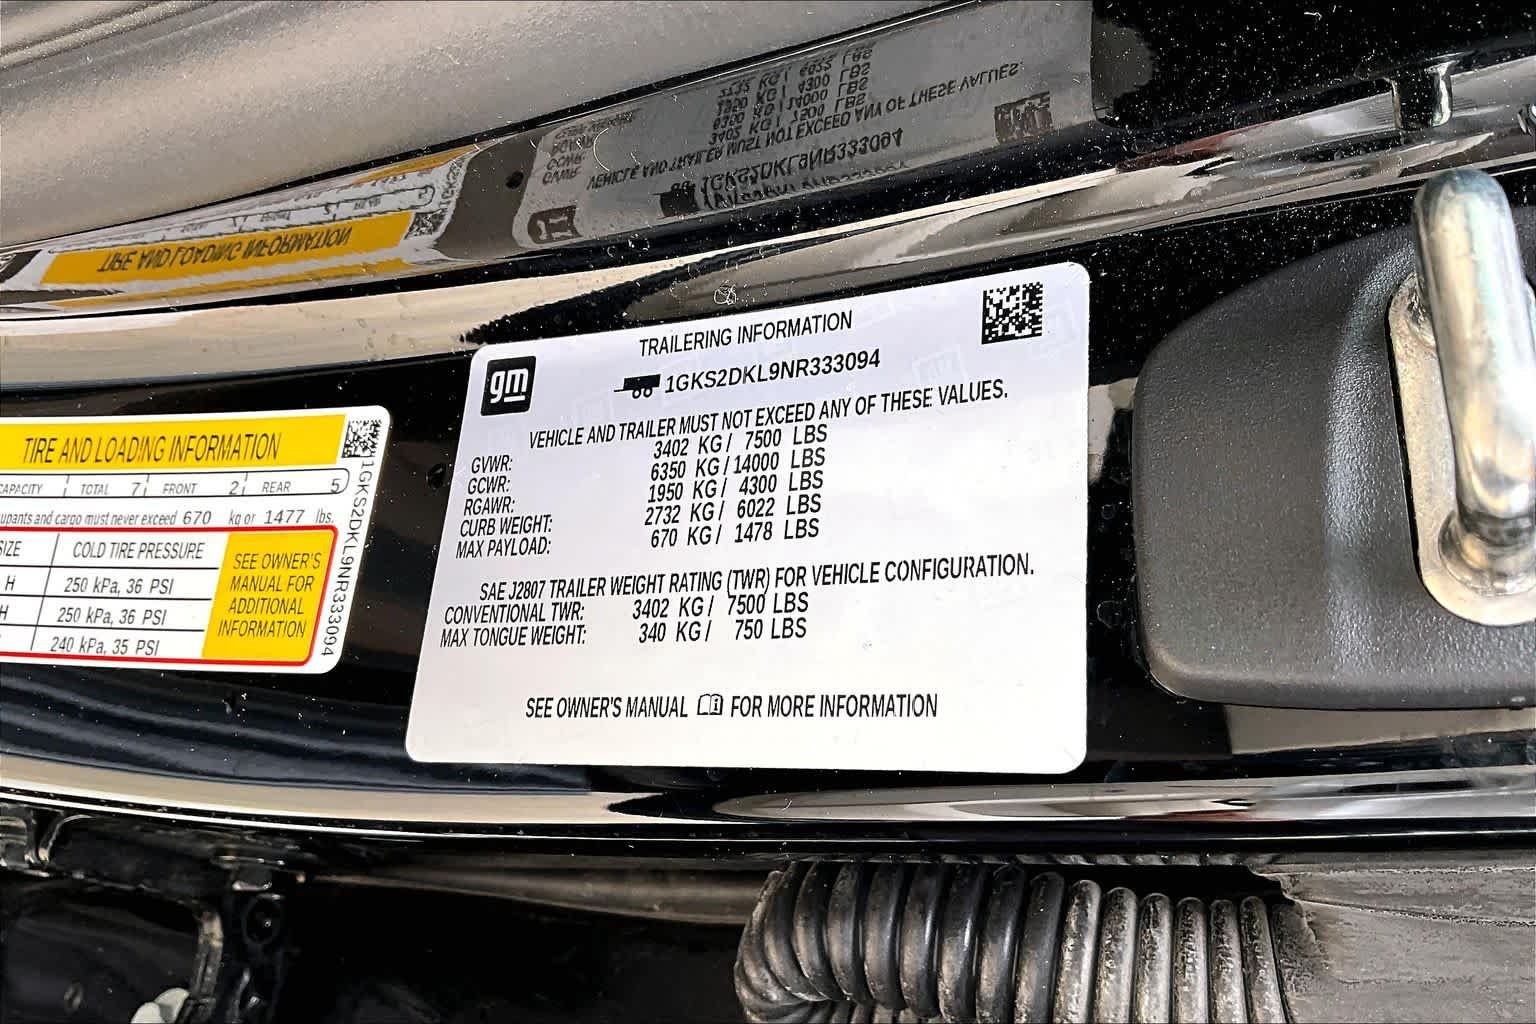 TRAILERING INFORMATION
gm
1GKS2DKL9NR333094
VEHICLE AND TRAILER MUST NOT EXCEED ANY OF THESE VALUES.
GVWR: 3402 KG / 7500 LBS
GCWR: 6350 KG / 14000 LBS
RGAWR: 1950 KG / 4300 LBS
CURB WEIGHT: 2732 KG / 6022 LBS
MAX PAYLOAD: 670 KG / 1478 LBS
SAE J2807 TRAILER WEIGHT RATING (TWR) FOR VEHICLE CONFIGURATION.
CONVENTIONAL TWR: 3402 KG / 7500 LBS
MAX TONGUE WEIGHT: 340 KG / 750 LBS
SEE OWNER'S MANUAL FOR MORE INFORMATION
TIRE AND LOADING INFORMATION
TOTAL 7 FRONT 2 REAR 5
and cargo must never exceed 670 kg or 1477 lbs.
COLD TIRE PRESSURE
H 250 kPa, 36 PSI
H 250 kPa, 36 PSI
240 kPa, 35 PSI
SEE OWNER'S
MANUAL FOR
ADDITIONAL
INFORMATION
1GKS2DKL9NR333094